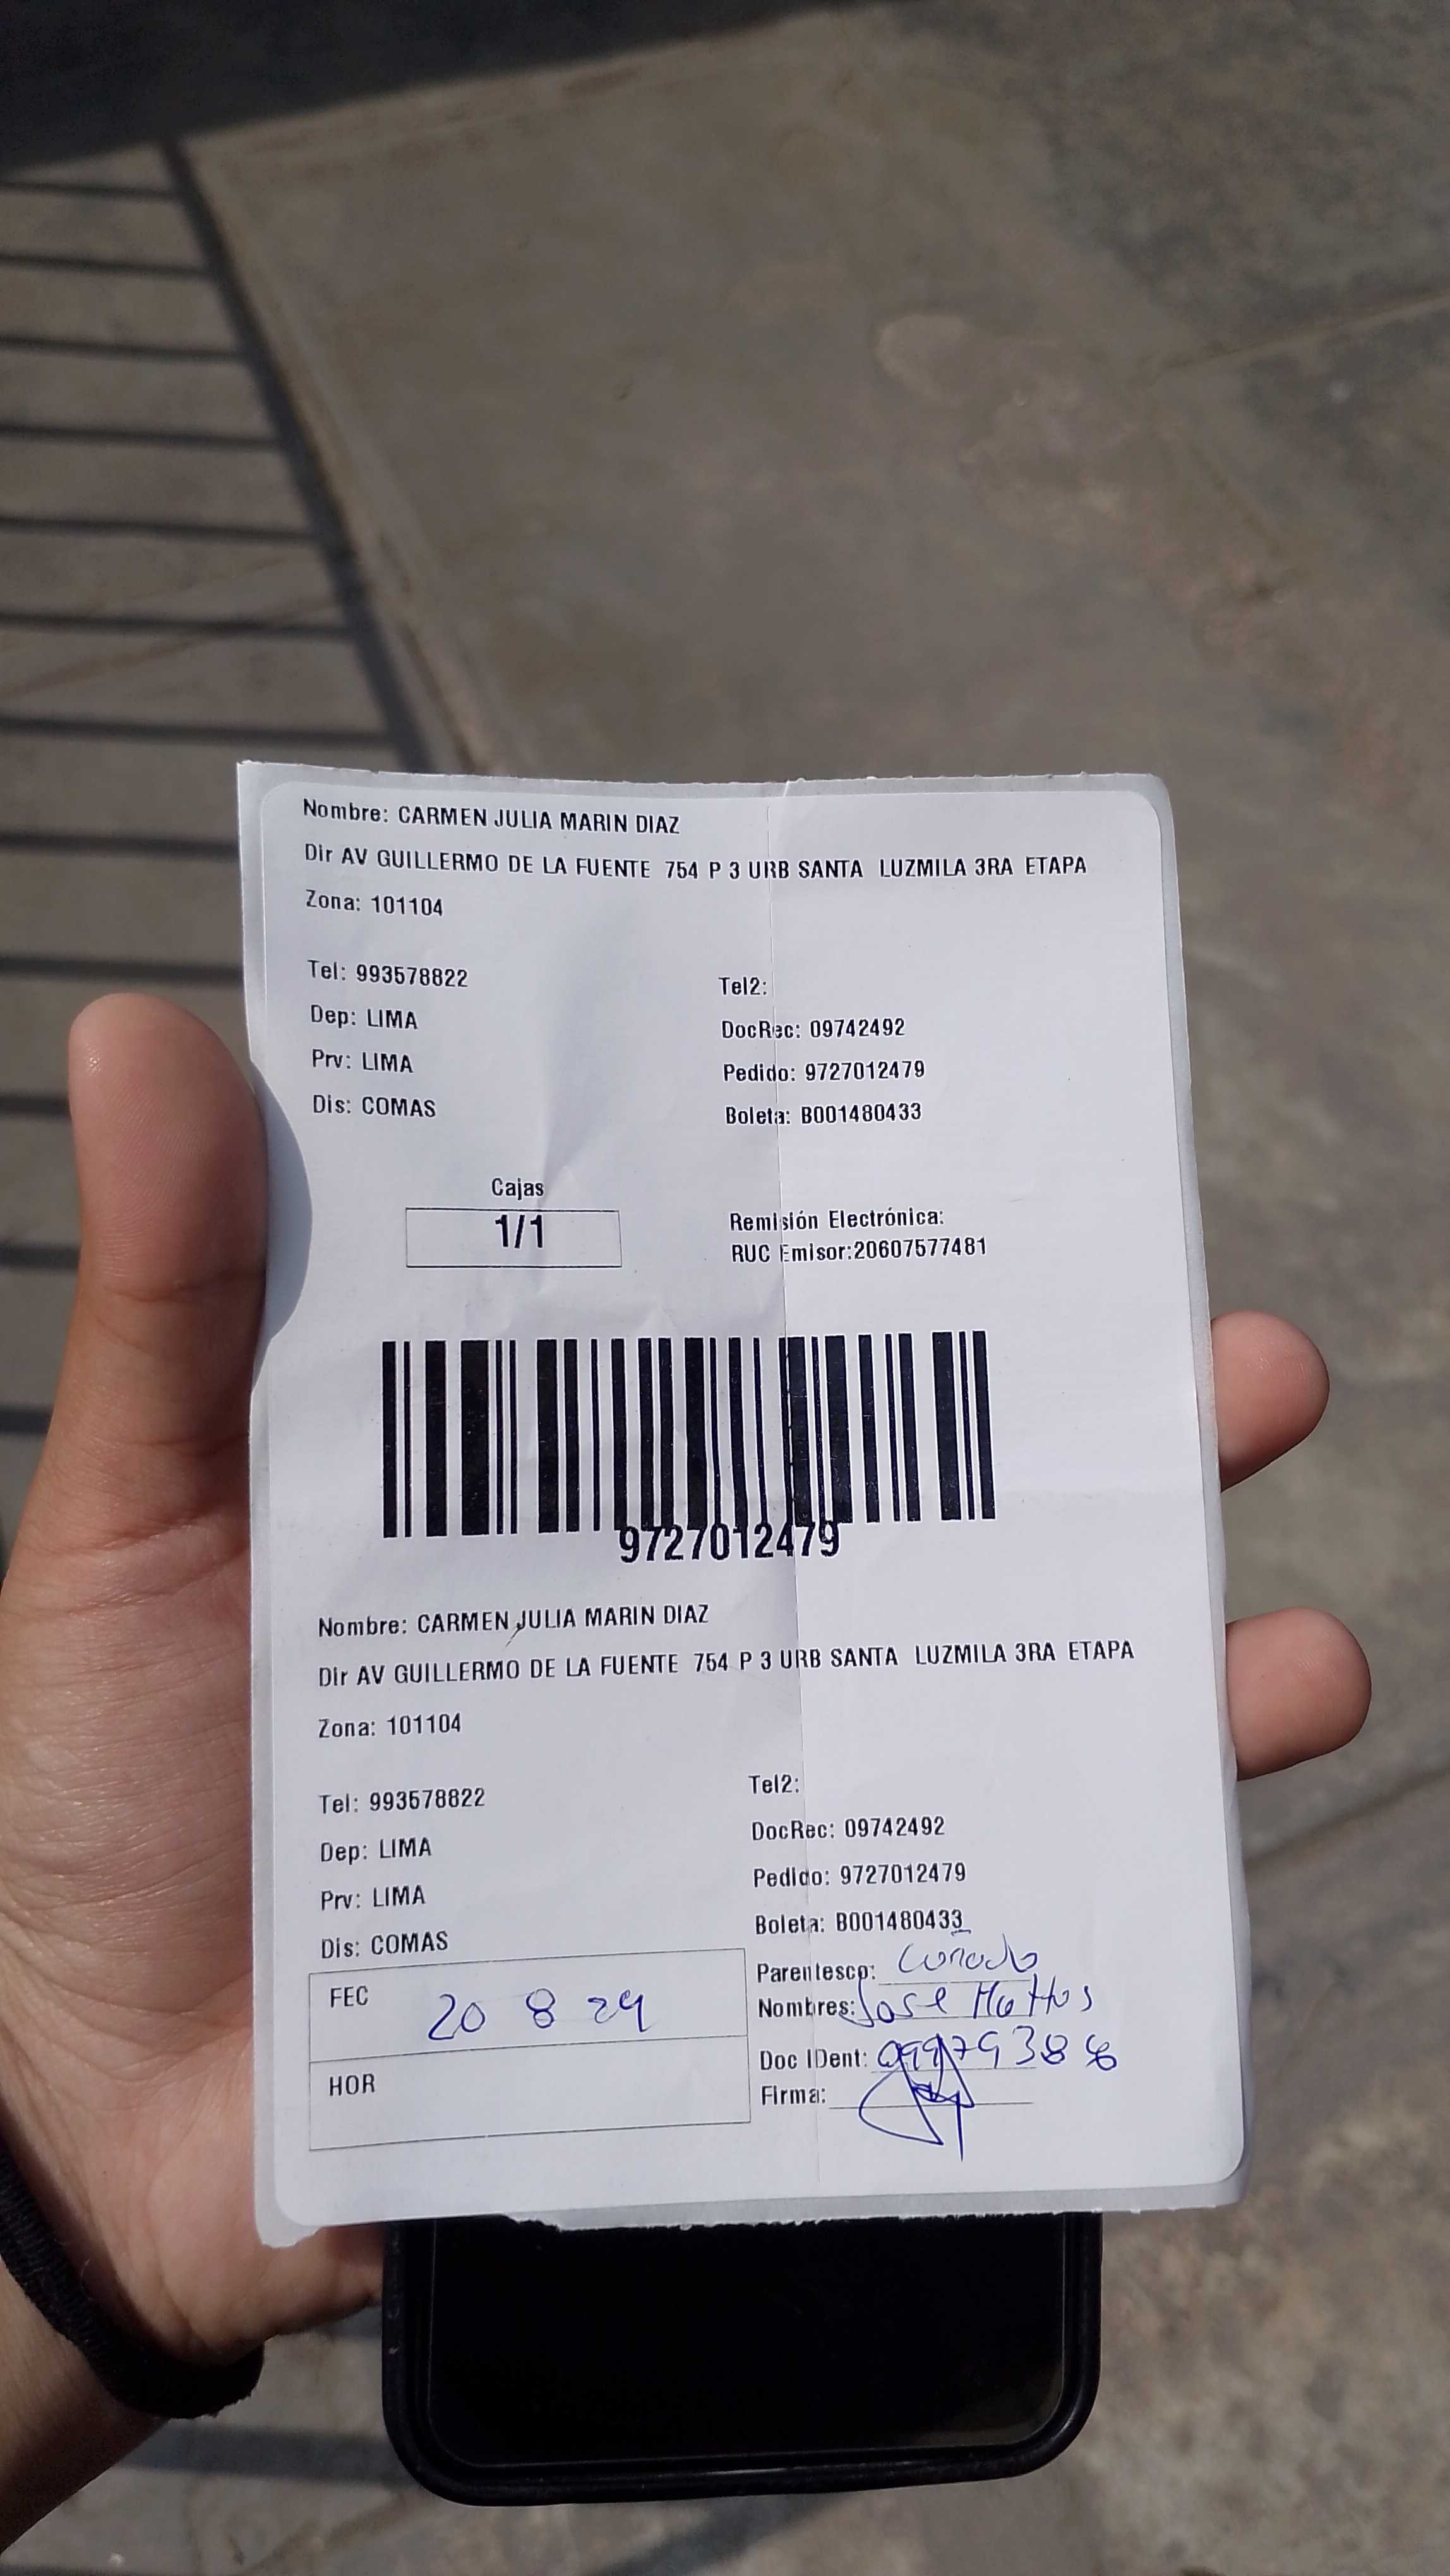 Nombre: CARMEN JULIA MARIN DIAZ
Dir AV GUILLERMO DE LA FUENTE 754 P 3 URB SANTA LUZMILA 3RA ETAPA
Zona: 101104
Tel: 993578822
Tel2:
Dep: LIMA
DocRec: 09742492
Prv: LIMA
Pedido: 9727012479
Dis: COMAS
Boleta: B001480433
Cajas
1/1
Remisión Electrónica:
RUC Emisor:20607577481
9727012479
Nombre: CARMEN JULIA MARIN DIAZ
Dir AV GUILLERMO DE LA FUENTE 754 P 3 URB SANTA LUZMILA 3RA ETAPA
Zona: 101104
Tel: 993578822
Tel2:
Dep: LIMA
DocRec: 09742492
Prv: LIMA
Pedido: 9727012479
Dis: COMAS
Boleta: B001480433
Parentesco:
FEC 20 8 24
Nombres: Jose Mattos
Doc IDent:
HOR
Firma: